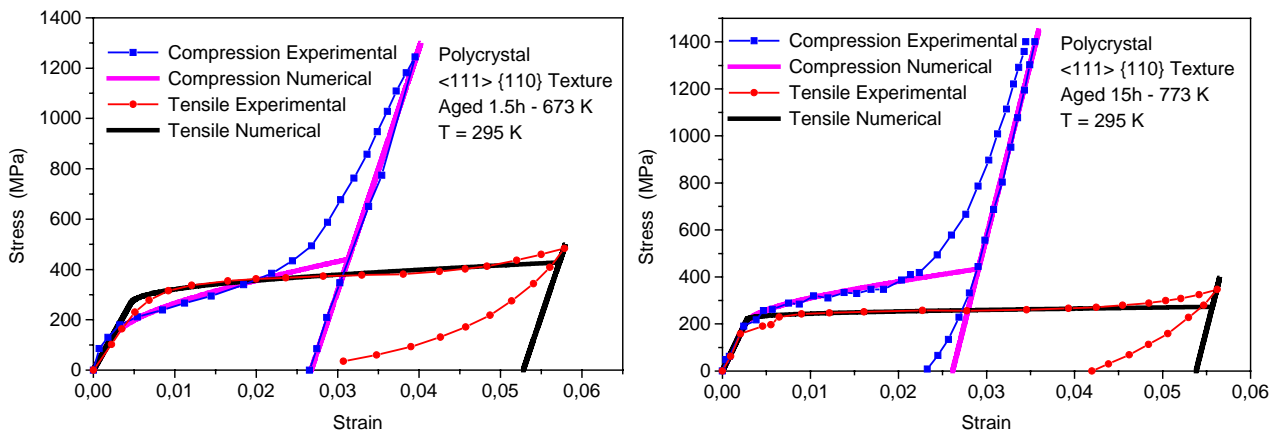 1400
1200
1000
800
600
400
200
0
Stress (MPa)
Compression Experimental
Compression Numerical
Tensile Experimental
Tensile Numerical
Polycrystal
<111> {110} Texture
Aged 1.5h - 673 K
T = 295 K
0,00 0,01 0,02 0,03 0,04 0,05 0,06
Strain
1400
1200
1000
800
600
400
200
0
Stress (MPa)
Compression Experimental
Compression Numerical
Tensile Experimental
Tensile Numerical
Polycrystal
<111> {110} Texture
Aged 15h - 773 K
T = 295 K
0,00 0,01 0,02 0,03 0,04 0,05 0,06
Strain